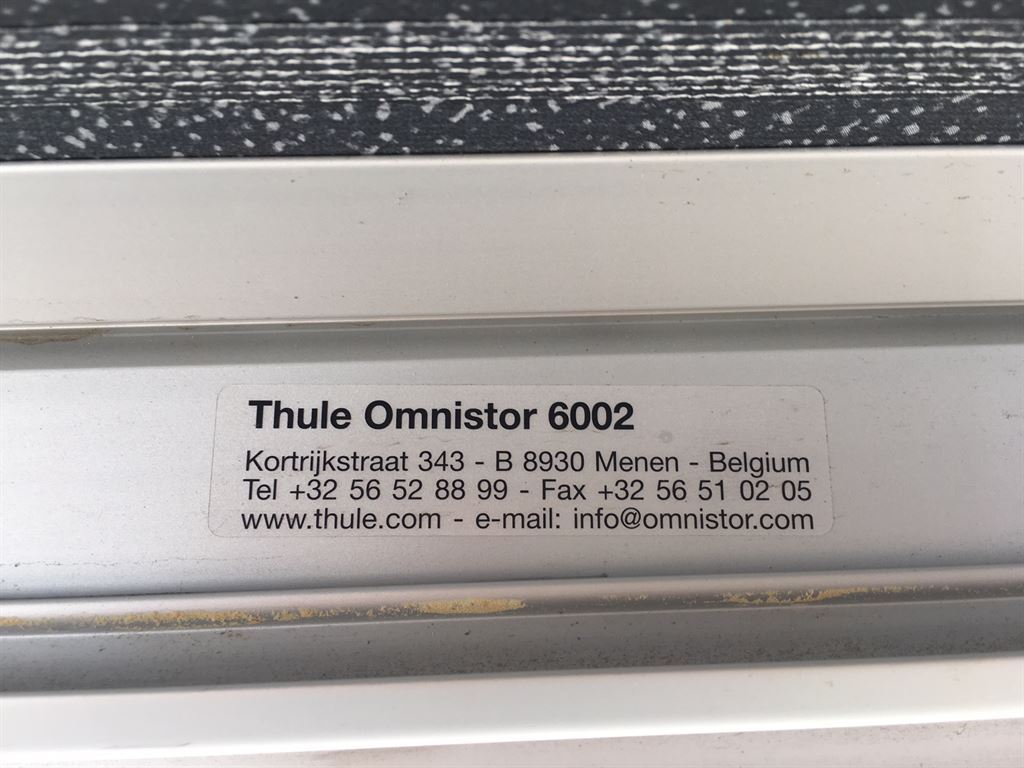 Thule Omnistor 6002
Kortrijkstraat 343 - B 8930 Menen - Belgium
Tel +32 56 52 88 99 - Fax +32 56 51 02 05
www.thule.com - e-mail: info@omnistor.com